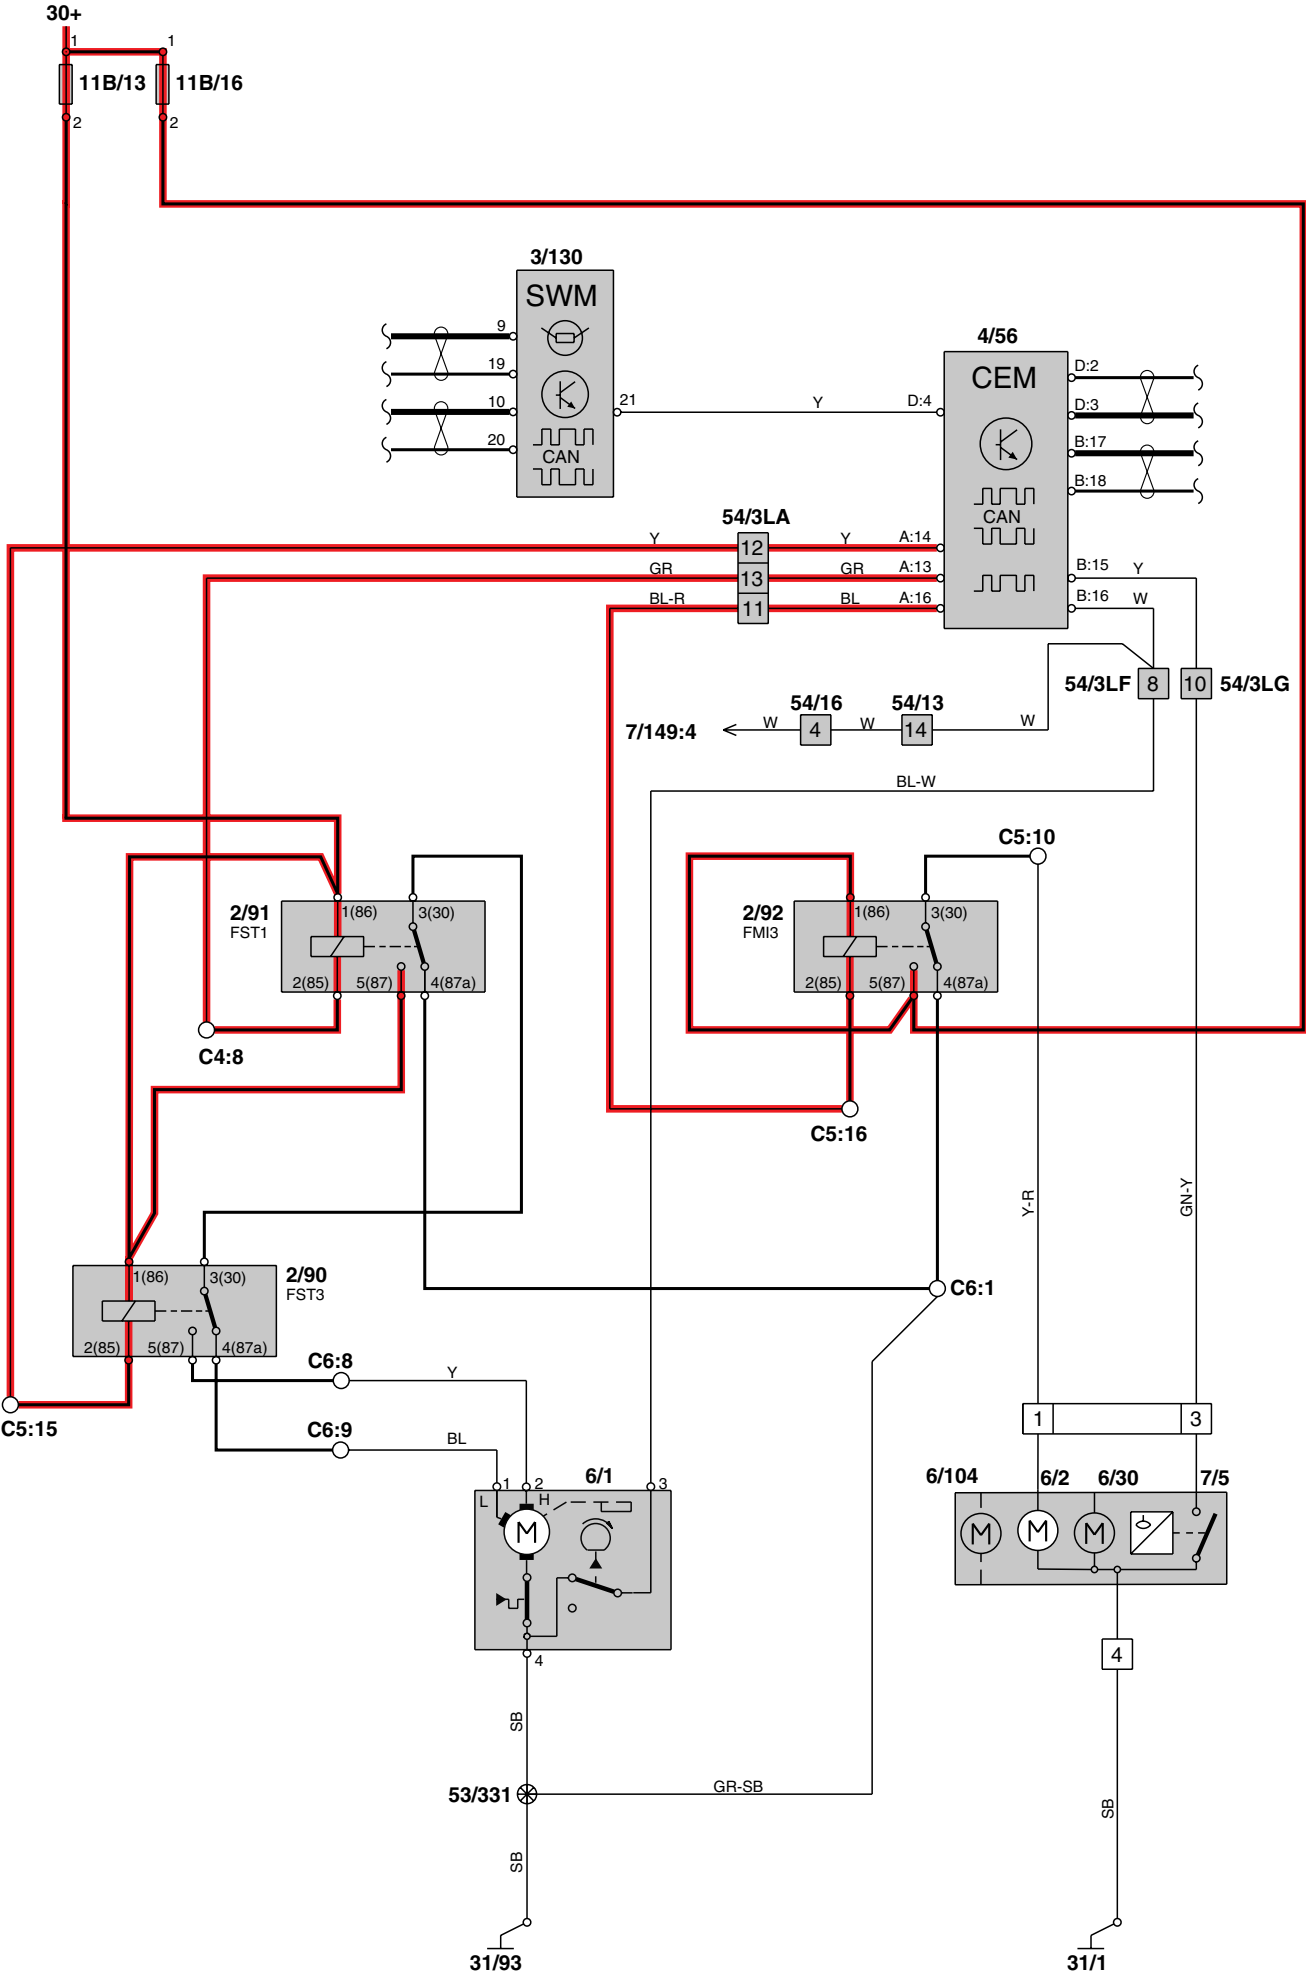 30+
1
1
11B/13
11B/16
2
2
3/130
SWM
9
19
10
20
CAN
21
Y
4/56
CEM
D:4
D:2
D:3
B:17
B:18
CAN
54/3LA
Y
12
Y
A:14
GR
13
GR
A:13
BL-R
11
BL
A:16
B:15
Y
B:16
W
54/3LF
8
10
54/3LG
7/149:4
W
54/16
4
W
54/13
14
W
BL-W
C5:10
2/91
FST1
1(86)
3(30)
2(85)
5(87)
4(87a)
2/92
FMI3
1(86)
3(30)
2(85)
5(87)
4(87a)
C4:8
C5:16
Y-R
GN-Y
2/90
FST3
1(86)
3(30)
2(85)
5(87)
4(87a)
C6:1
C6:8
Y
C5:15
C6:9
BL
1
3
6/1
1
2
3
L
H
M
4
6/104
6/2
6/30
7/5
M
M
M
4
SB
53/331
GR-SB
SB
SB
31/93
31/1